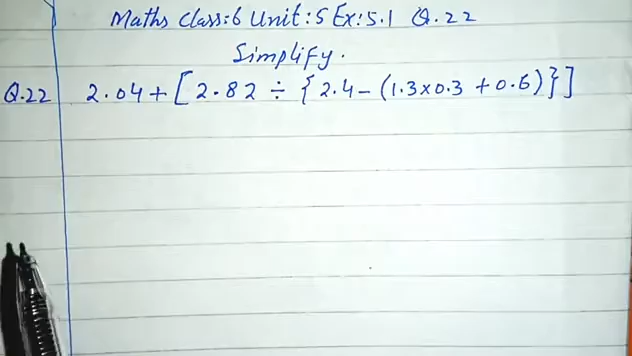 Maths Class:6 Unit:5 Ex:5.1 Q.22
Simplify.
Q.22 2.04+[2.82÷{2.4-(1.3×0.3+0.6)}]